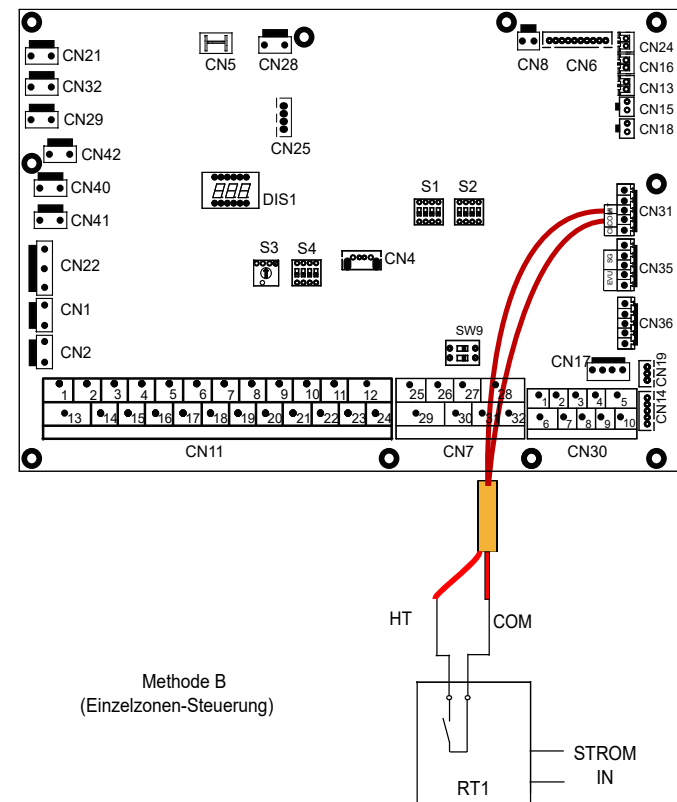 CN21
CN5
CN28
CN8
CN6
CN24
CN16
CN13
CN15
CN18
CN32
CN29
CN42
CN25
CN40
CN41
DIS1
S1
S2
CN31
CN22
S3
S4
CN4
SG
EVU
CN35
CN1
CN2
SW9
CN36
CN17
CN19
CN14
1 2 3 4 5 6 7 8 9 10 11 12
25 26 27 28
1 2 3 4 5
13 14 15 16 17 18 19 20 21 22 23 24
29 30 31 32
6 7 8 9 10
CN11
CN7
CN30
HT
COM
Methode B
(Einzelzonen-Steuerung)
STROM
IN
RT1